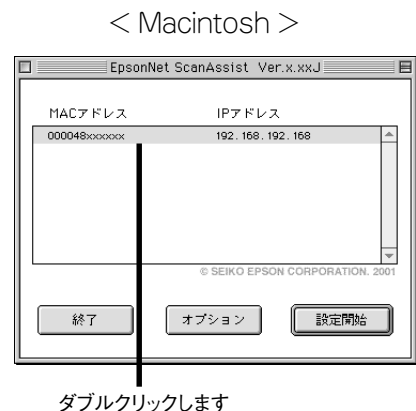 < Macintosh >
EpsonNet ScanAssist Ver.x.xxJ
MACアドレス IPアドレス
000048xxxxxx 192.168.192.168
© SEIKO EPSON CORPORATION. 2001
終了 オプション 設定開始
ダブルクリックします